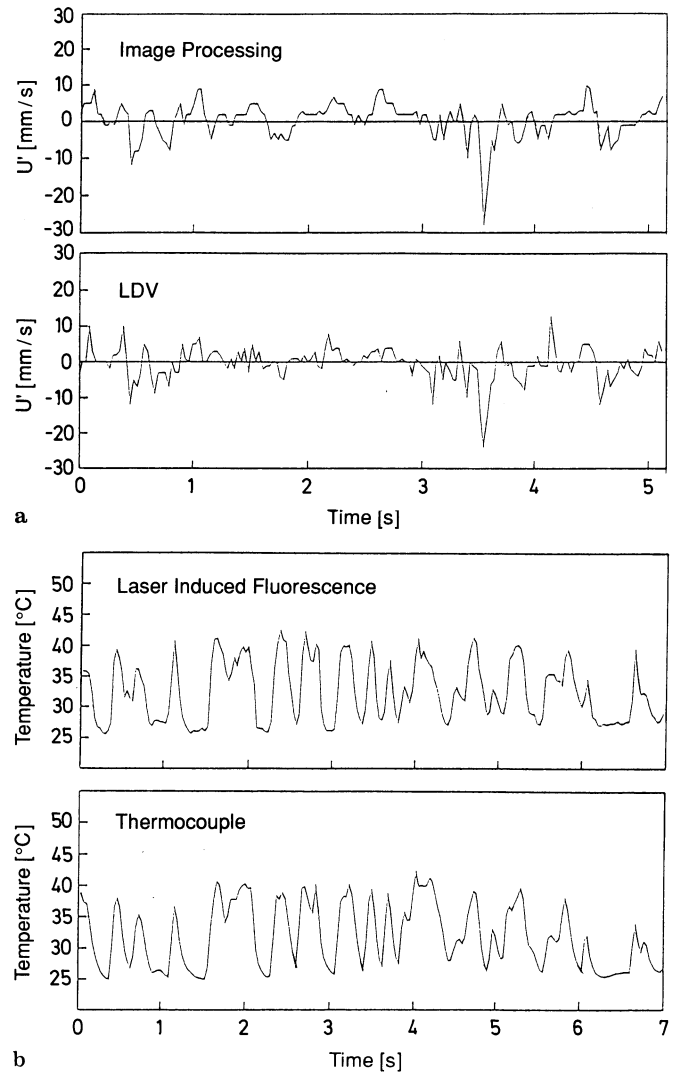 30
20
10
0
-10
-20
-30
U' [mm/s]
Image Processing
30
20
10
0
-10
-20
-30
U' [mm/s]
LDV
0 1 2 3 4 5
Time [s]
a
50
45
40
35
30
25
Temperature [°C]
Laser Induced Fluorescence
50
45
40
35
30
25
Temperature [°C]
Thermocouple
0 1 2 3 4 5 6 7
Time [s]
b